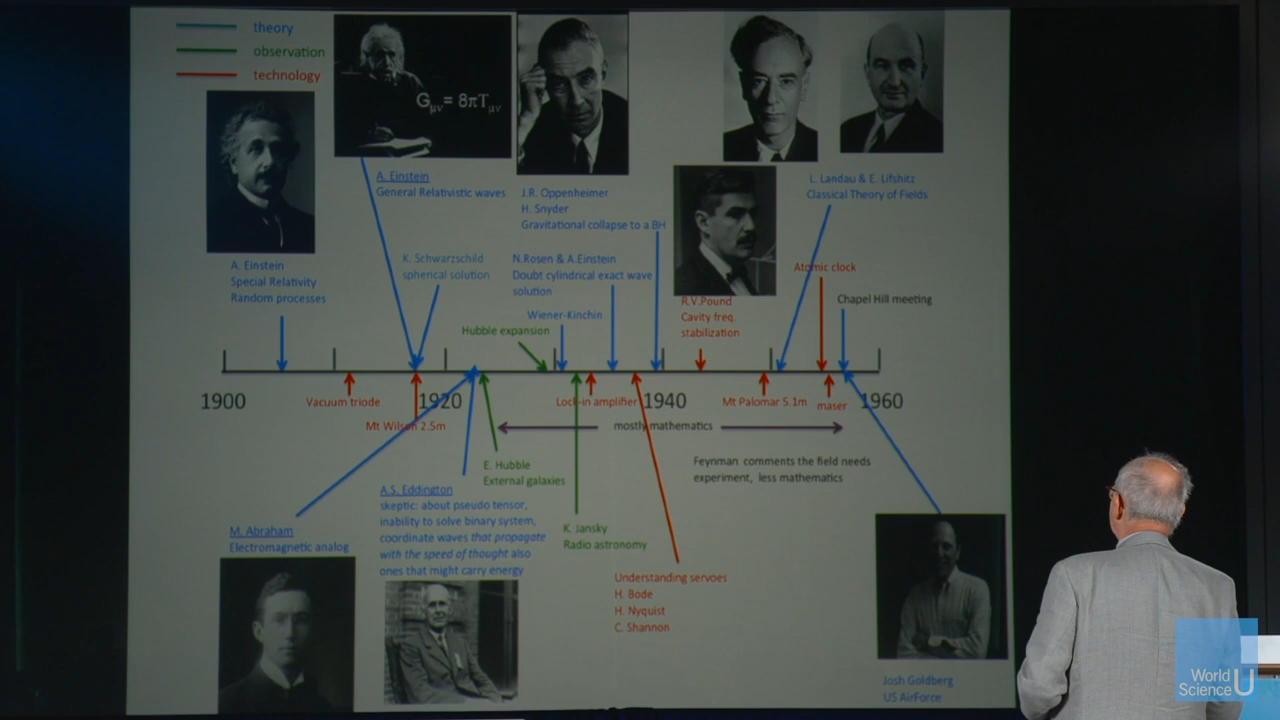 theory
observation
technology
Gμν = 8πTμν
A. Einstein
Special Relativity
Random processes
A. Einstein
General Relativistic waves
K. Schwarzschild
spherical solution
J.R. Oppenheimer
H. Snyder
Gravitational collapse to a BH
N.Rosen & A.Einstein
Doubt cylindrical exact wave
solution
Wiener-Kinchin
Hubble expansion
R.V.Pound
Cavity freq.
stabilization
L. Landau & E. Lifshitz
Classical Theory of Fields
Atomic clock
Chapel Hill meeting
1900
1920
1940
1960
Vacuum triode
Mt Wilson 2.5m
Lock-in amplifier
Mt Palomar 5.1m
maser
mostly mathematics
Feynman comments the field needs
experiment, less mathematics
E. Hubble
External galaxies
A.S. Eddington
skeptic: about pseudo tensor,
inability to solve binary system,
coordinate waves that propagate
with the speed of thought also
ones that might carry energy
K. Jansky
Radio astronomy
M. Abraham
Electromagnetic analog
Understanding servoes
H. Bode
H. Nyquist
C. Shannon
Josh Goldberg
US AirForce
World
Science U